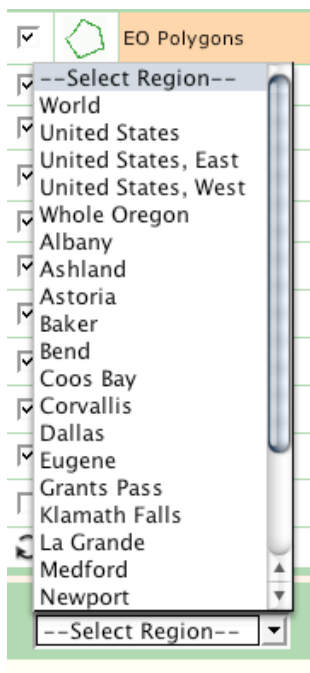 EO Polygons
--Select Region--
World
United States
United States, East
United States, West
Whole Oregon
Albany
Ashland
Astoria
Baker
Bend
Coos Bay
Corvallis
Dallas
Eugene
Grants Pass
Klamath Falls
La Grande
Medford
Newport
--Select Region--